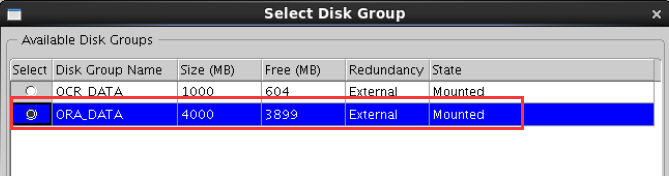 Select Disk Group
Available Disk Groups
Select Disk Group Name Size (MB) Free (MB) Redundancy State
OCR_DATA 1000 604 External Mounted
ORA_DATA 4000 3899 External Mounted